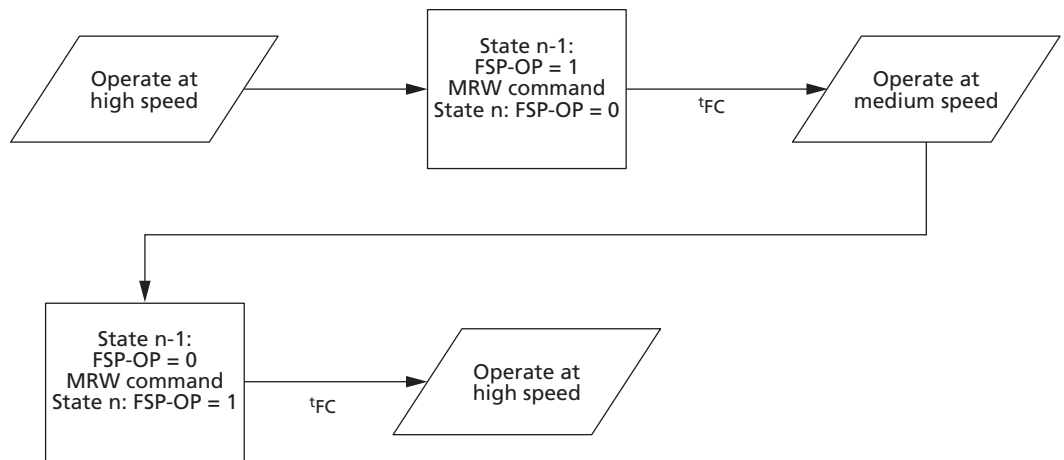 Operate at
high speed
State n-1:
FSP-OP = 1
MRW command
State n: FSP-OP = 0
tFC
Operate at
medium speed
State n-1:
FSP-OP = 0
MRW command
State n: FSP-OP = 1
tFC
Operate at
high speed